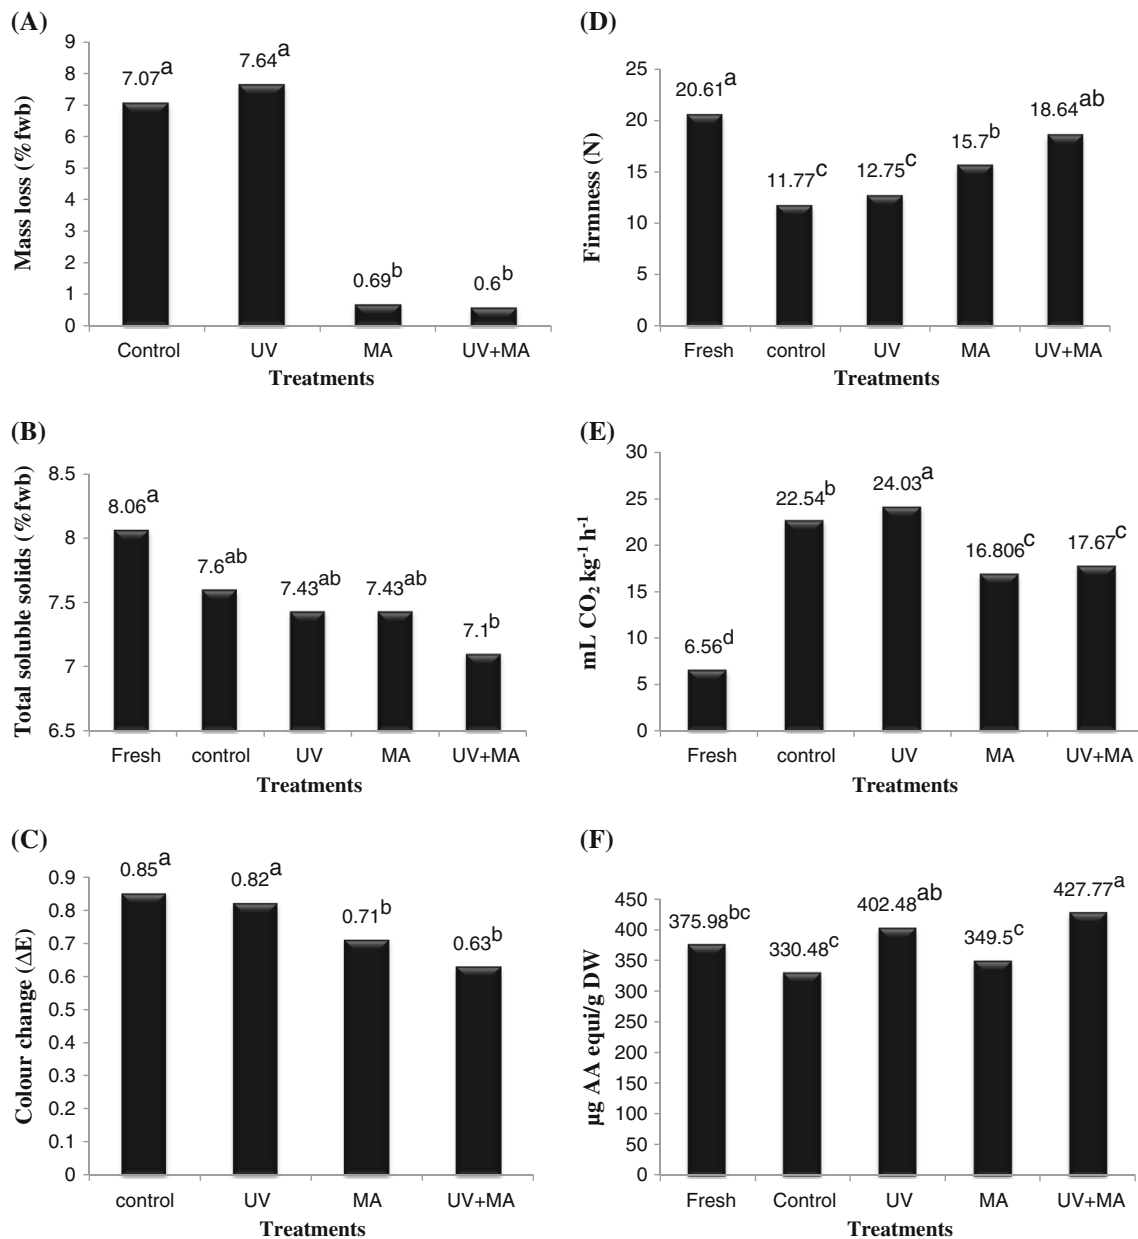 (A)
Mass loss (%fwb)
9
8
7
6
5
4
3
2
1
0
7.07a
7.64a
0.69b
0.6b
Control UV MA UV+MA
Treatments
(B)
Total soluble solids (%fwb)
8.5
8
7.5
7
6.5
8.06a
7.6ab
7.43ab
7.43ab
7.1b
Fresh control UV MA UV+MA
Treatments
(C)
Colour change (ΔE)
0.9
0.8
0.7
0.6
0.5
0.4
0.3
0.2
0.1
0
0.85a
0.82a
0.71b
0.63b
control UV MA UV+MA
Treatments
(D)
Firmness (N)
25
20
15
10
5
0
20.61a
11.77c
12.75c
15.7b
18.64ab
Fresh control UV MA UV+MA
Treatments
(E)
mL CO₂ kg⁻¹ h⁻¹
30
25
20
15
10
5
0
6.56d
22.54b
24.03a
16.806c
17.67c
Fresh control UV MA UV+MA
Treatments
(F)
µg AA equi/g DW
450
400
350
300
250
200
150
100
50
0
375.98bc
330.48c
402.48ab
349.5c
427.77a
Fresh Control UV MA UV+MA
Treatments